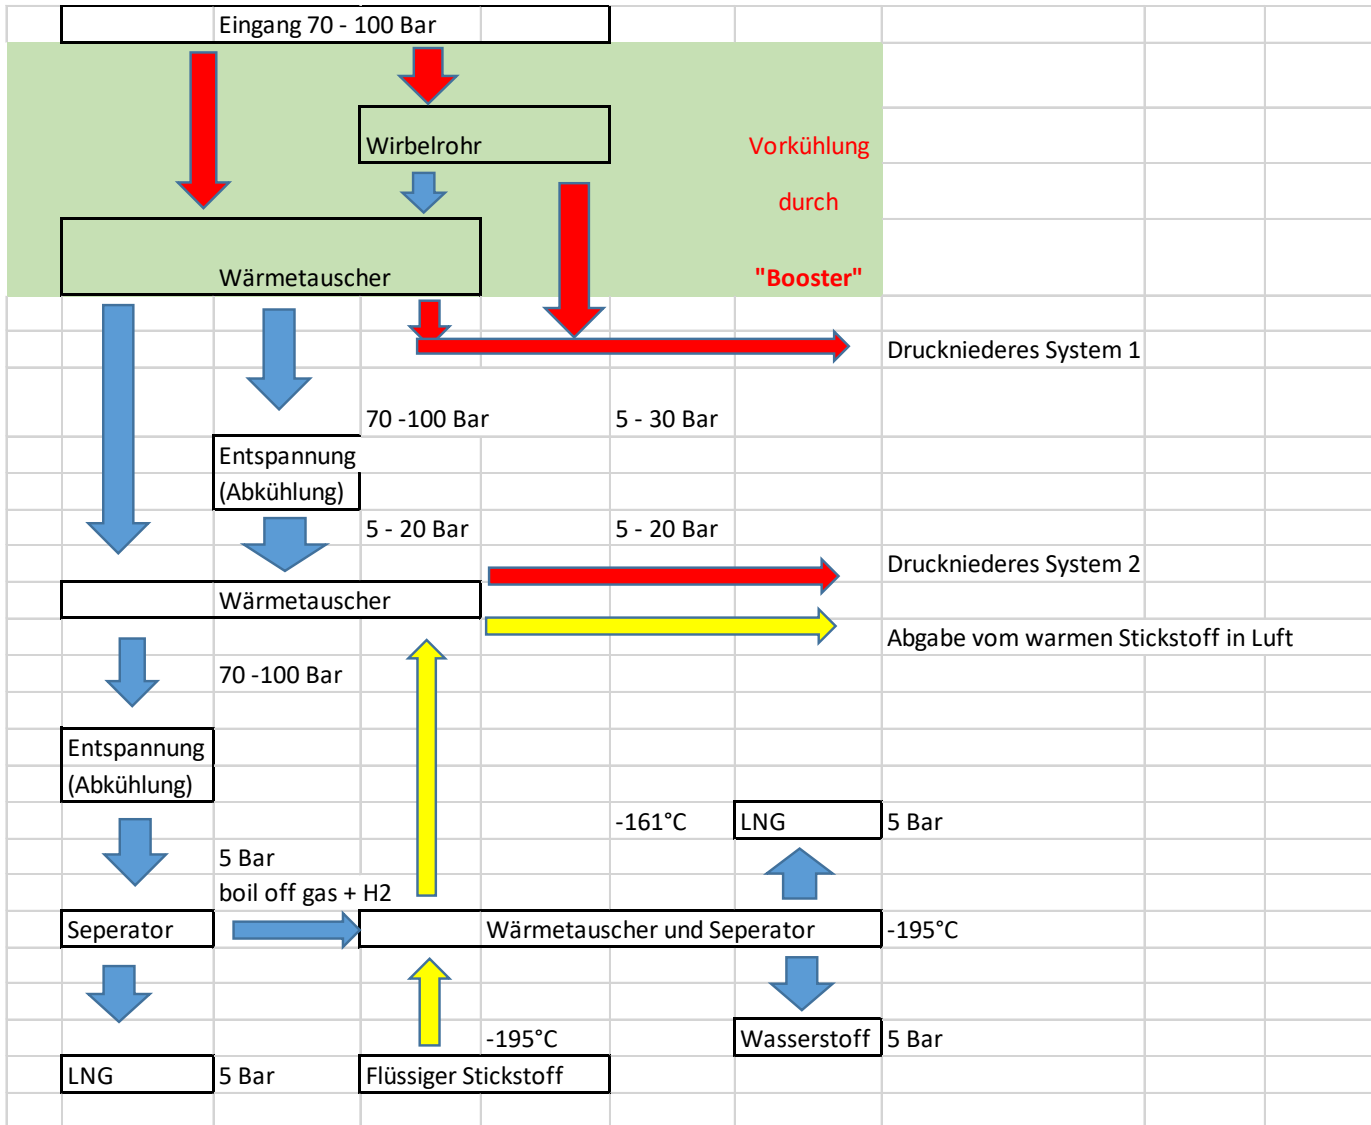 Eingang 70 - 100 Bar
Wirbelrohr
Vorkühlung
durch
Wärmetauscher
"Booster"
Druckniederes System 1
70 -100 Bar
5 - 30 Bar
Entspannung
(Abkühlung)
5 - 20 Bar
5 - 20 Bar
Druckniederes System 2
Wärmetauscher
Abgabe vom warmen Stickstoff in Luft
70 -100 Bar
Entspannung
(Abkühlung)
-161°C
LNG
5 Bar
5 Bar
boil off gas + H2
Seperator
Wärmetauscher und Seperator
-195°C
-195°C
Wasserstoff
5 Bar
LNG
5 Bar
Flüssiger Stickstoff